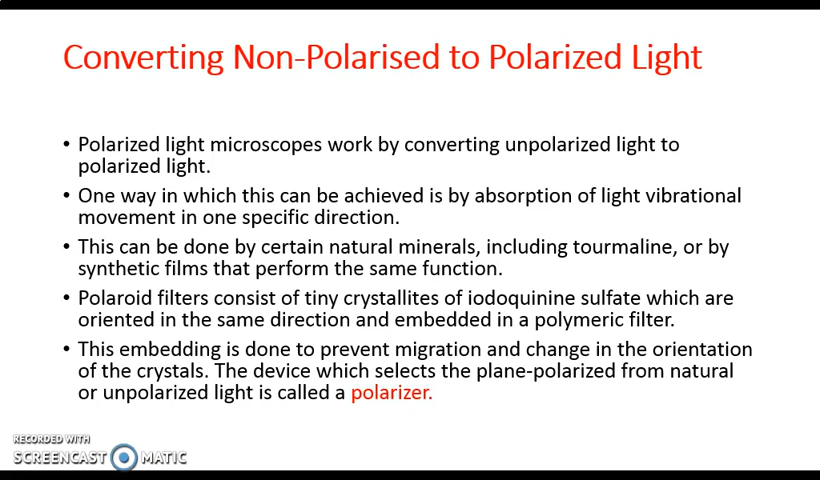 Converting Non-Polarised to Polarized Light
• Polarized light microscopes work by converting unpolarized light to
polarized light.
• One way in which this can be achieved is by absorption of light vibrational
movement in one specific direction.
• This can be done by certain natural minerals, including tourmaline, or by
synthetic films that perform the same function.
• Polaroid filters consist of tiny crystallites of iodoquinine sulfate which are
oriented in the same direction and embedded in a polymeric filter.
• This embedding is done to prevent migration and change in the orientation
of the crystals. The device which selects the plane-polarized from natural
or unpolarized light is called a polarizer.
RECORDED WITH
SCREENCAST MATIC